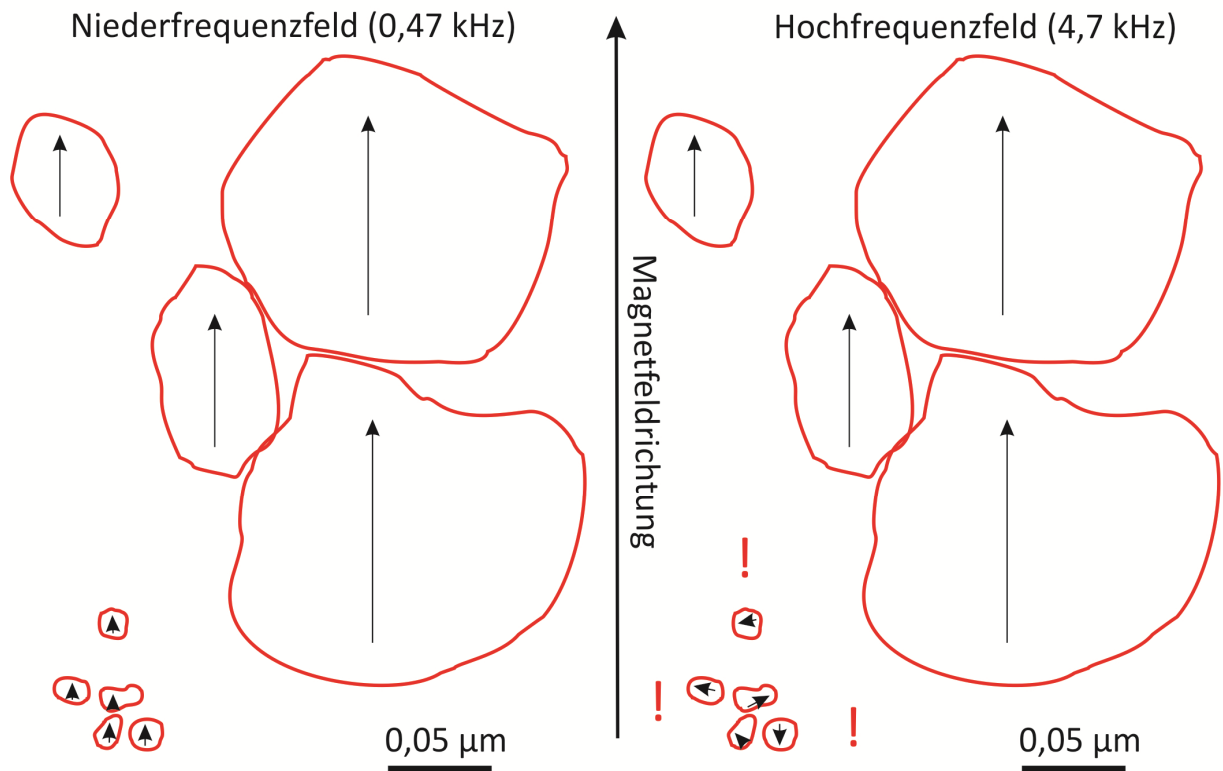 Niederfrequenzfeld (0,47 kHz)
Hochfrequenzfeld (4,7 kHz)
Magnetfeldrichtung
!
!
!
0,05 μm
0,05 μm